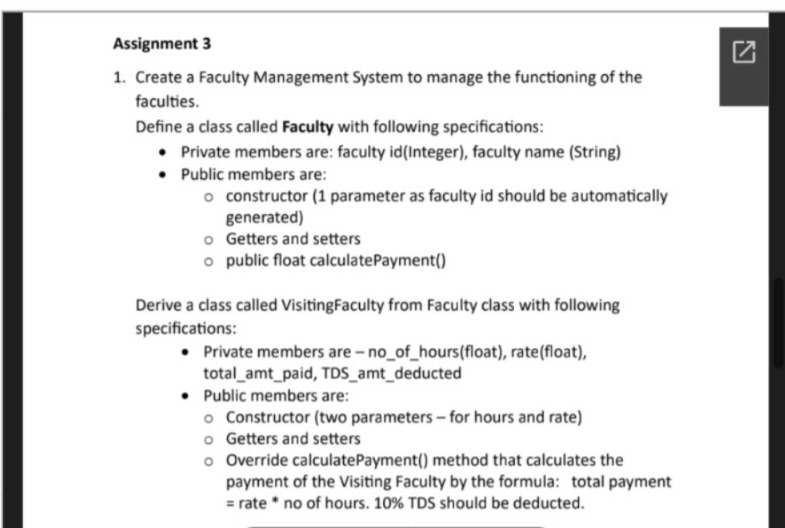 Assignment 3
1. Create a Faculty Management System to manage the functioning of the
faculties.
Define a class called Faculty with following specifications:
• Private members are: faculty id(Integer), faculty name (String)
• Public members are:
o constructor (1 parameter as faculty id should be automatically
generated)
o Getters and setters
o public float calculatePayment()
Derive a class called VisitingFaculty from Faculty class with following
specifications:
• Private members are – no_of_hours(float), rate(float),
total_amt_paid, TDS_amt_deducted
• Public members are:
o Constructor (two parameters – for hours and rate)
o Getters and setters
o Override calculatePayment() method that calculates the
payment of the Visiting Faculty by the formula: total payment
= rate * no of hours. 10% TDS should be deducted.